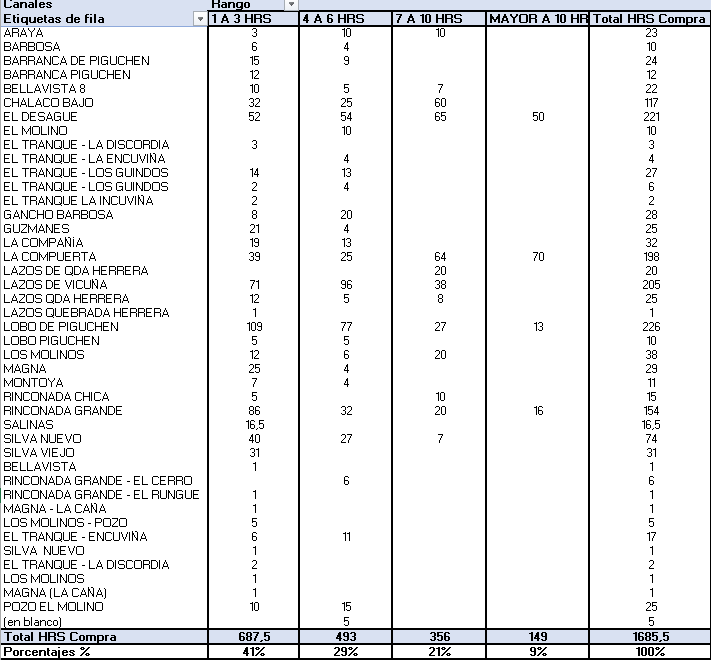 Canales Rango
Etiquetas de fila 1 A 3 HRS 4 A 6 HRS 7 A 10 HRS MAYOR A 10 HR Total HRS Compra
ARAYA 3 10 10 23
BARBOSA 6 4 10
BARRANCA DE PIGUCHEN 15 9 24
BARRANCA PIGUCHEN 12 12
BELLAVISTA 8 10 5 7 22
CHALACO BAJO 32 25 60 117
EL DESAGUE 52 54 65 50 221
EL MOLINO 10 10
EL TRANQUE - LA DISCORDIA 3 3
EL TRANQUE - LA ENCUVIÑA 4 4
EL TRANQUE - LOS GUINDOS 14 13 27
EL TRANQUE - LOS GUINDOS 2 4 6
EL TRANQUE LA INCUVIÑA 2 2
GANCHO BARBOSA 8 20 28
GUZMANES 21 4 25
LA COMPAÑÍA 19 13 32
LA COMPUERTA 39 25 64 70 198
LAZOS DE QDA HERRERA 20 20
LAZOS DE VICUÑA 71 96 38 205
LAZOS QDA HERRERA 12 5 8 25
LAZOS QUEBRADA HERRERA 1 1
LOBO DE PIGUCHEN 109 77 27 13 226
LOBO PIGUCHEN 5 5 10
LOS MOLINOS 12 6 20 38
MAGNA 25 4 29
MONTOYA 7 4 11
RINCONADA CHICA 5 10 15
RINCONADA GRANDE 86 32 20 16 154
SALINAS 16,5 16,5
SILVA NUEVO 40 27 7 74
SILVA VIEJO 31 31
BELLAVISTA 1 1
RINCONADA GRANDE - EL CERRO 6 6
RINCONADA GRANDE - EL RUNGUE 1 1
MAGNA - LA CAÑA 1 1
LOS MOLINOS - POZO 5 5
EL TRANQUE - ENCUVIÑA 6 11 17
SILVA  NUEVO 1 1
EL TRANQUE - LA DISCORDIA 2 2
LOS MOLINOS 1 1
MAGNA (LA CAÑA) 1 1
POZO EL MOLINO 10 15 25
(en blanco) 5 5
Total HRS Compra 687,5 493 356 149 1685,5
Porcentajes % 41% 29% 21% 9% 100%